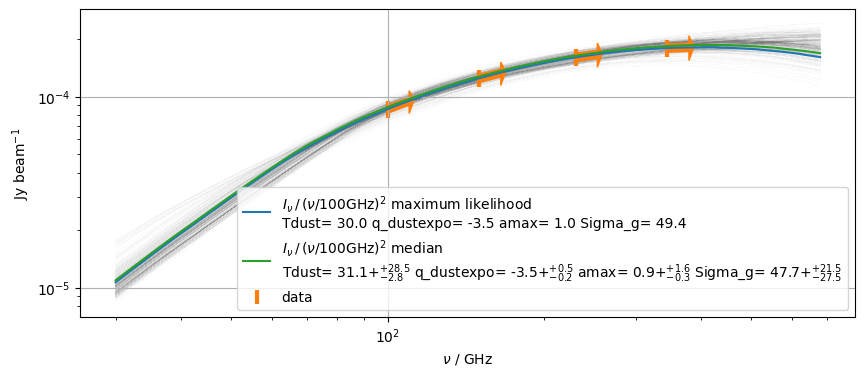 10⁻⁴
10⁻⁵
Jy beam⁻¹
I_ν / (ν/100GHz)² maximum likelihood
Tdust= 30.0 q_dustexpo= -3.5 amax= 1.0 Sigma_g= 49.4
I_ν / (ν/100GHz)² median
Tdust= 31.1+₋₂.₈⁺²⁸·⁵ q_dustexpo= -3.5+₋₀.₂⁺⁰·⁵ amax= 0.9+₋₀.₃⁺¹·⁶ Sigma_g= 47.7+₋₂₇.₅⁺²¹·⁵
data
10²
ν / GHz